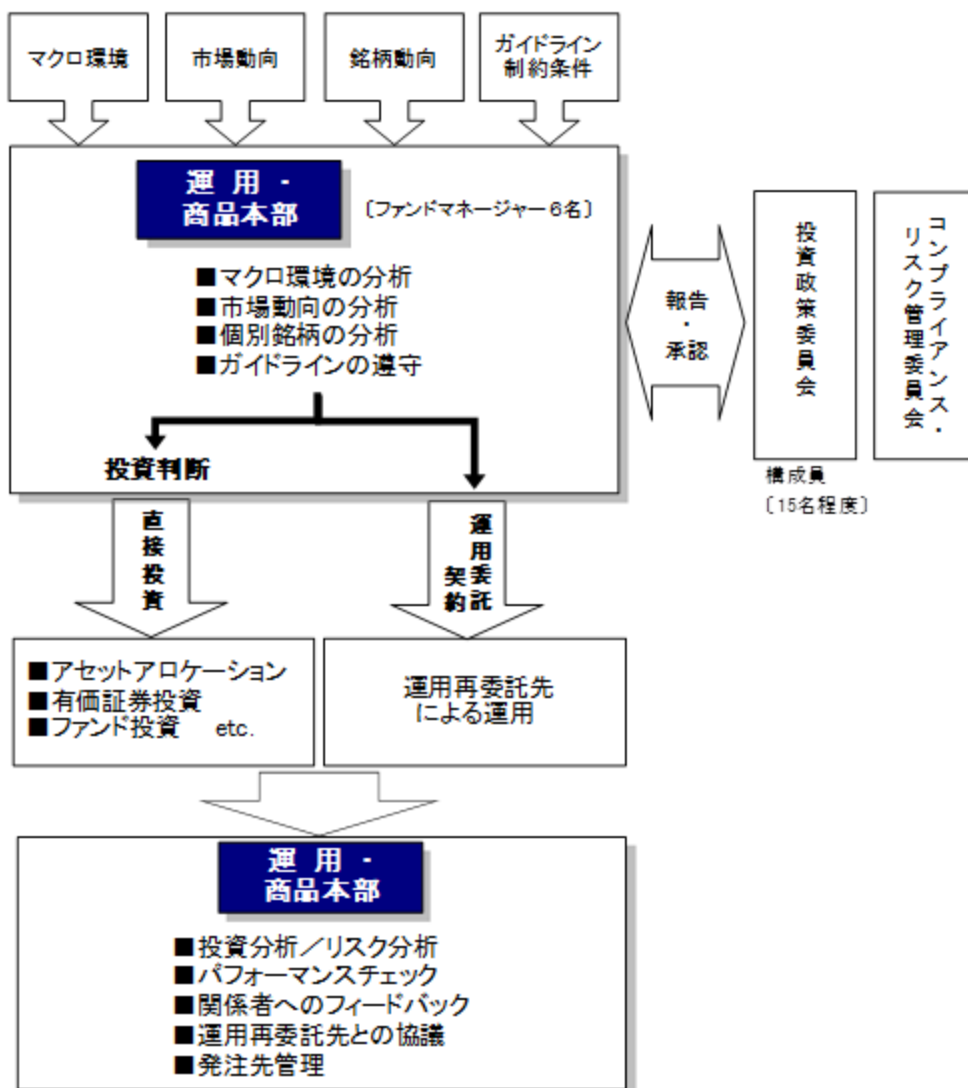 マクロ環境
市場動向
銘柄動向
ガイドライン
制約条件
運 用 ・
商品本部
〔ファンドマネージャー6名〕
■マクロ環境の分析
■市場動向の分析
■個別銘柄の分析
■ガイドラインの遵守
投資判断
報告
・
承認
投資政策委員会
コンプライアンス・
リスク管理委員会
構成員
〔15名程度〕
直接投資
運用委託
契約
■アセットアロケーション
■有価証券投資
■ファンド投資 etc.
運用再委託先
による運用
運 用 ・
商品本部
■投資分析／リスク分析
■パフォーマンスチェック
■関係者へのフィードバック
■運用再委託先との協議
■発注先管理